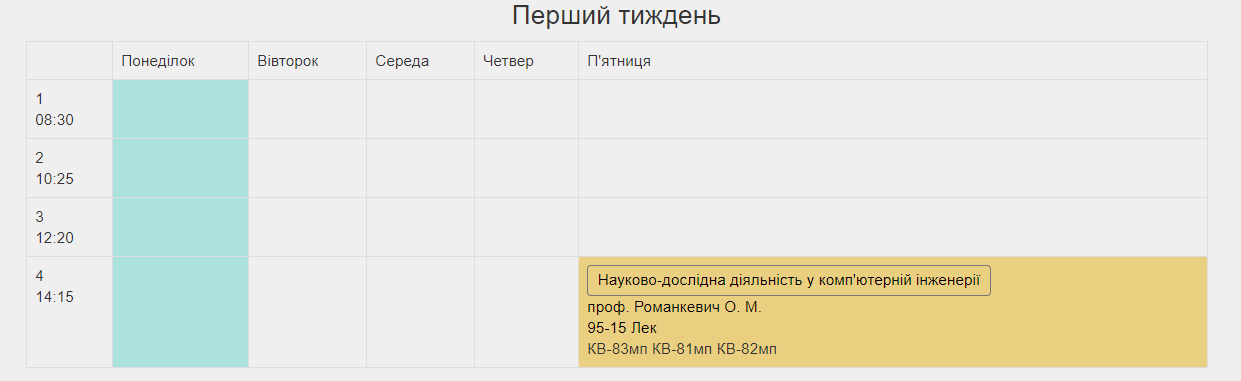 Перший тиждень
Понеділок Вівторок Середа Четвер П'ятниця
1
08:30
2
10:25
3
12:20
4
14:15
Науково-дослідна діяльність у комп'ютерній інженерії
проф. Романкевич О. М.
95-15 Лек
КВ-83мп КВ-81мп КВ-82мп